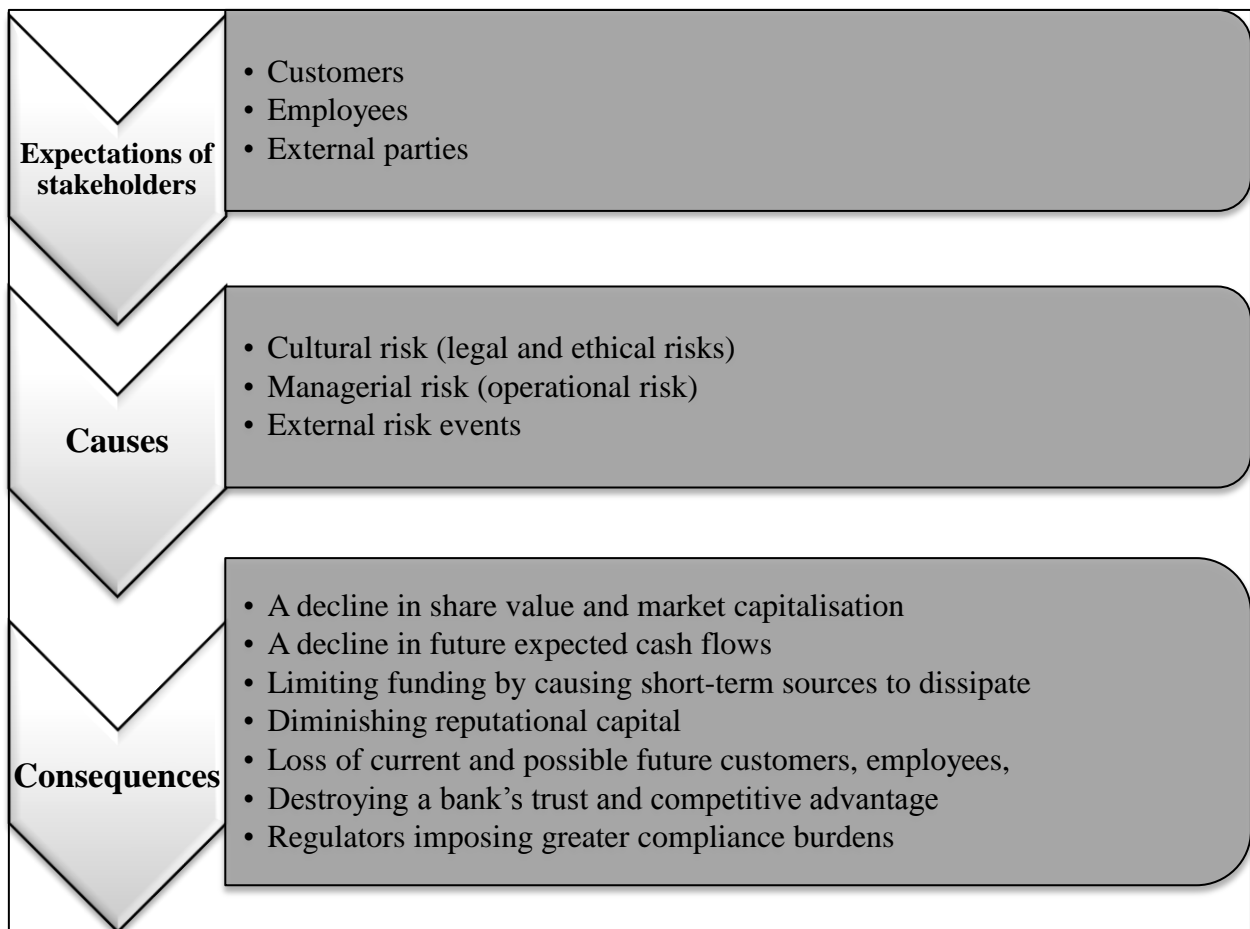 Expectations of
stakeholders
• Customers
• Employees
• External parties
Causes
• Cultural risk (legal and ethical risks)
• Managerial risk (operational risk)
• External risk events
Consequences
• A decline in share value and market capitalisation
• A decline in future expected cash flows
• Limiting funding by causing short-term sources to dissipate
• Diminishing reputational capital
• Loss of current and possible future customers, employees,
• Destroying a bank’s trust and competitive advantage
• Regulators imposing greater compliance burdens